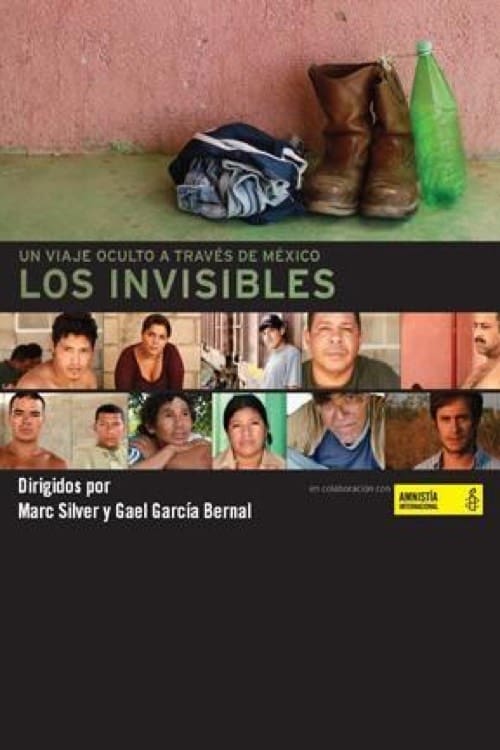 UN VIAJE OCULTO A TRAVÉS DE MÉXICO
LOS INVISIBLES
Dirigidos por
Marc Silver y Gael García Bernal
en colaboración con
AMNISTÍA
INTERNACIONAL